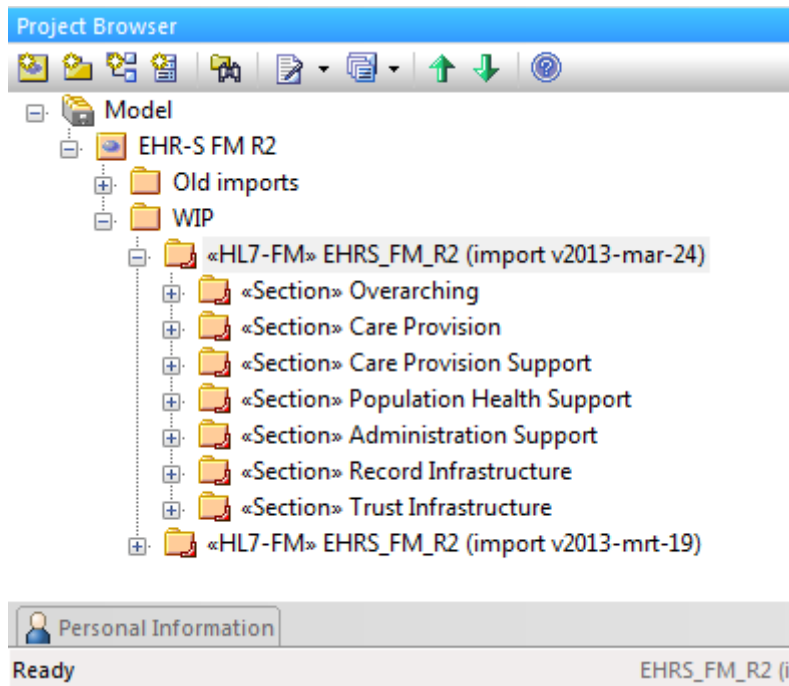 Project Browser
Model
EHR-S FM R2
Old imports
WIP
«HL7-FM» EHRS_FM_R2 (import v2013-mar-24)
«Section» Overarching
«Section» Care Provision
«Section» Care Provision Support
«Section» Population Health Support
«Section» Administration Support
«Section» Record Infrastructure
«Section» Trust Infrastructure
«HL7-FM» EHRS_FM_R2 (import v2013-mrt-19)
Personal Information
Ready EHRS_FM_R2 (i